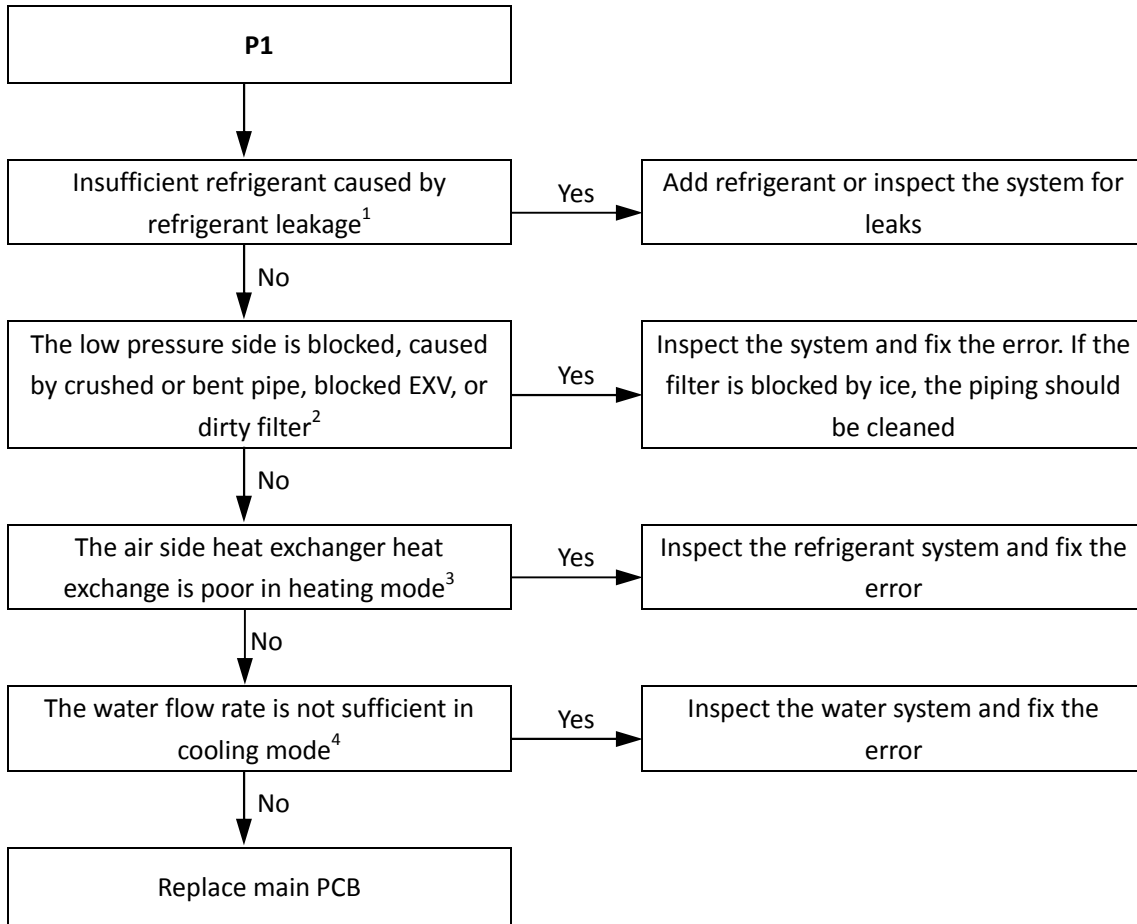 P1
Insufficient refrigerant caused by
refrigerant leakage¹
Yes
Add refrigerant or inspect the system for
leaks
No
The low pressure side is blocked, caused
by crushed or bent pipe, blocked EXV, or
dirty filter²
Yes
Inspect the system and fix the error. If the
filter is blocked by ice, the piping should
be cleaned
No
The air side heat exchanger heat
exchange is poor in heating mode³
Yes
Inspect the refrigerant system and fix the
error
No
The water flow rate is not sufficient in
cooling mode⁴
Yes
Inspect the water system and fix the
error
No
Replace main PCB